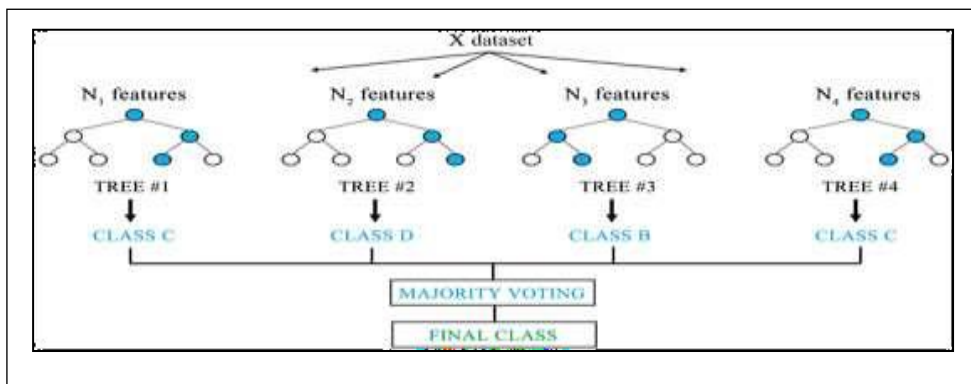 X dataset
N₁ features N₂ features N₃ features N₄ features
TREE #1 TREE #2 TREE #3 TREE #4
CLASS C CLASS D CLASS B CLASS C
MAJORITY VOTING
FINAL CLASS